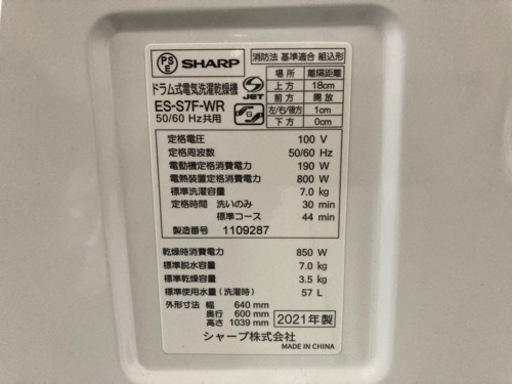 PSE SHARP
ドラム式電気洗濯乾燥機
ES-S7F-WR
50/60 Hz共用
S-JET
G
消防法 基準適合 組込形
場所 離隔距離
上方 18cm
前方 開放
左/右/後方 1cm
下方 0cm
定格電圧 100 V
定格周波数 50/60 Hz
電動機定格消費電力 190 W
電熱装置定格消費電力 800 W
標準洗濯容量 7.0 kg
定格時間 洗いのみ 30 min
標準コース 44 min
製造番号 1109287
乾燥時消費電力 850 W
標準脱水容量 7.0 kg
標準乾燥容量 3.5 kg
標準使用水量(洗濯時) 57 L
外形寸法 幅 640 mm
奥行 600 mm
高さ 1039 mm
2021年製
シャープ株式会社
MADE IN CHINA